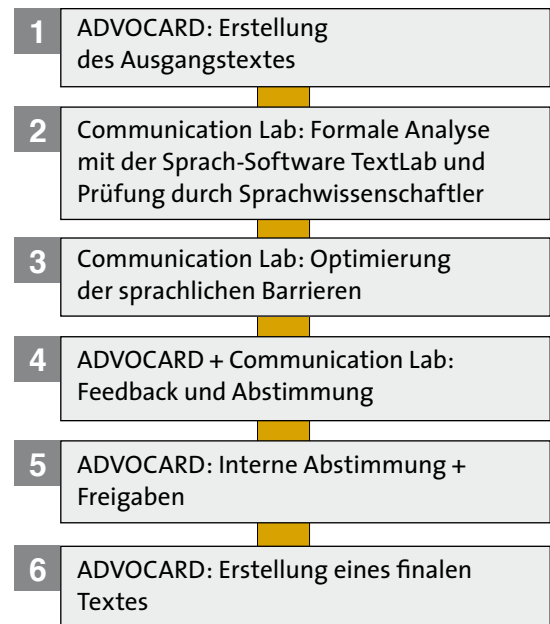 1 ADVOCARD: Erstellung
des Ausgangstextes
2 Communication Lab: Formale Analyse
mit der Sprach-Software TextLab und
Prüfung durch Sprachwissenschaftler
3 Communication Lab: Optimierung
der sprachlichen Barrieren
4 ADVOCARD + Communication Lab:
Feedback und Abstimmung
5 ADVOCARD: Interne Abstimmung +
Freigaben
6 ADVOCARD: Erstellung eines finalen
Textes